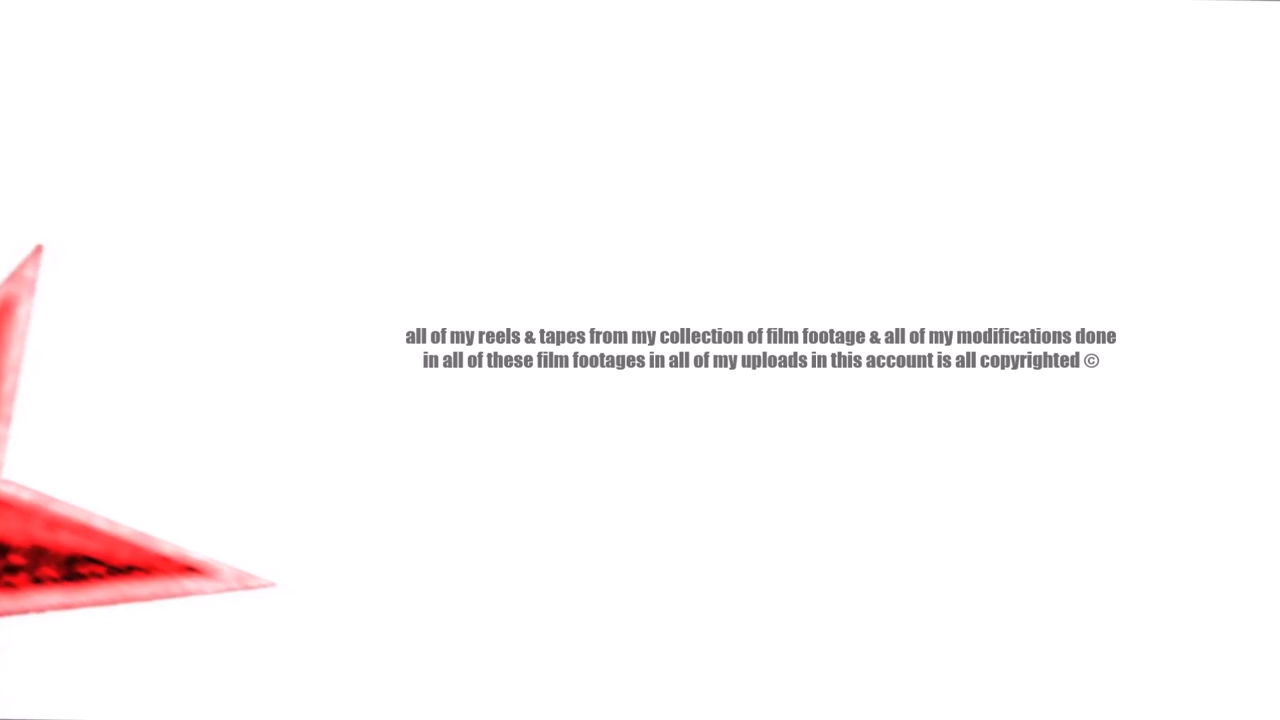 all of my reels & tapes from my collection of film footage & all of my modifications done
in all of these film footages in all of my uploads in this account is all copyrighted ©